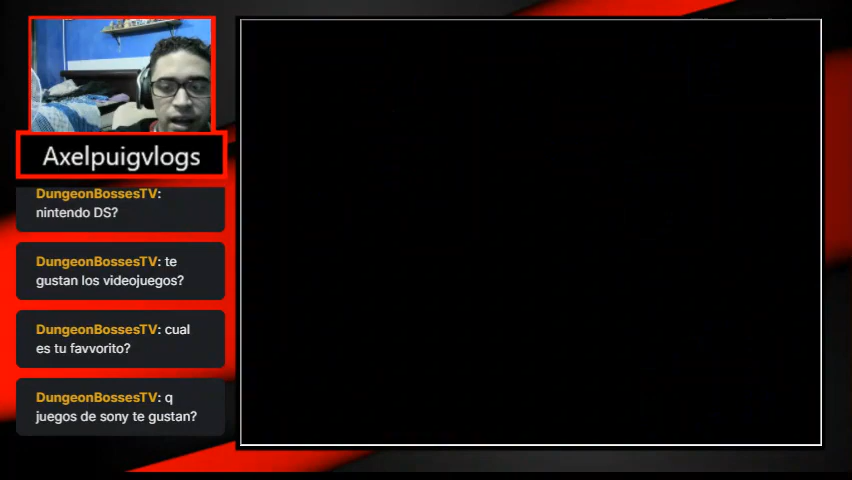 Axelpuigvlogs
DungeonBossesTV:
nintendo DS?
DungeonBossesTV: te
gustan los videojuegos?
DungeonBossesTV: cual
es tu favvorito?
DungeonBossesTV: q
juegos de sony te gustan?